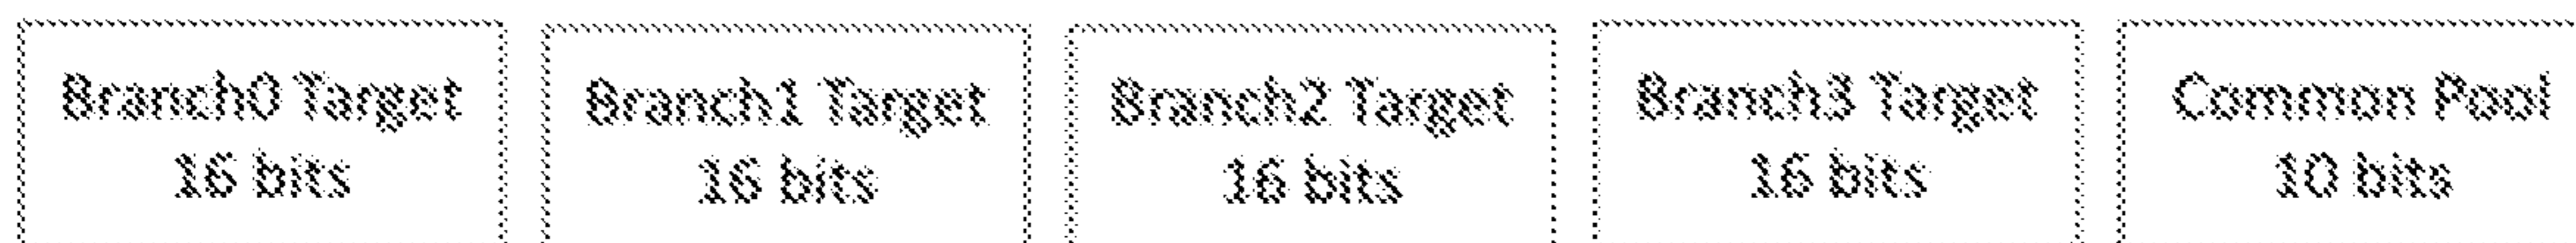 Branch0 Target
16 bits
Branch1 Target
16 bits
Branch2 Target
16 bits
Branch3 Target
16 bits
Common Pool
10 bits